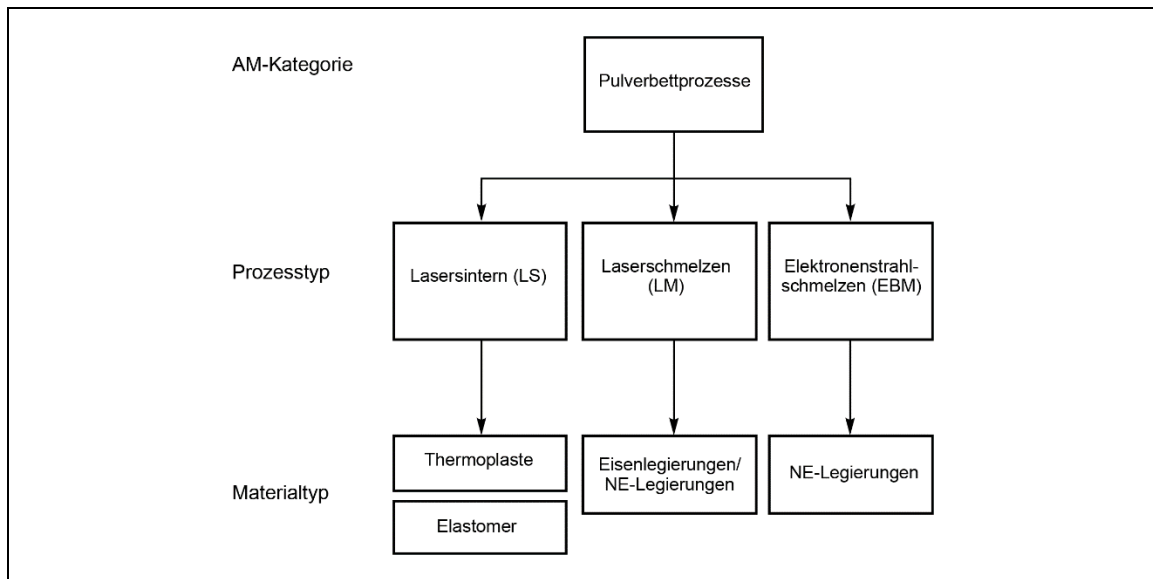 AM-Kategorie
Pulverbettprozesse
Prozesstyp
Lasersintern (LS)
Laserschmelzen
(LM)
Elektronenstrahl-
schmelzen (EBM)
Materialtyp
Thermoplaste
Elastomer
Eisenlegierungen/
NE-Legierungen
NE-Legierungen